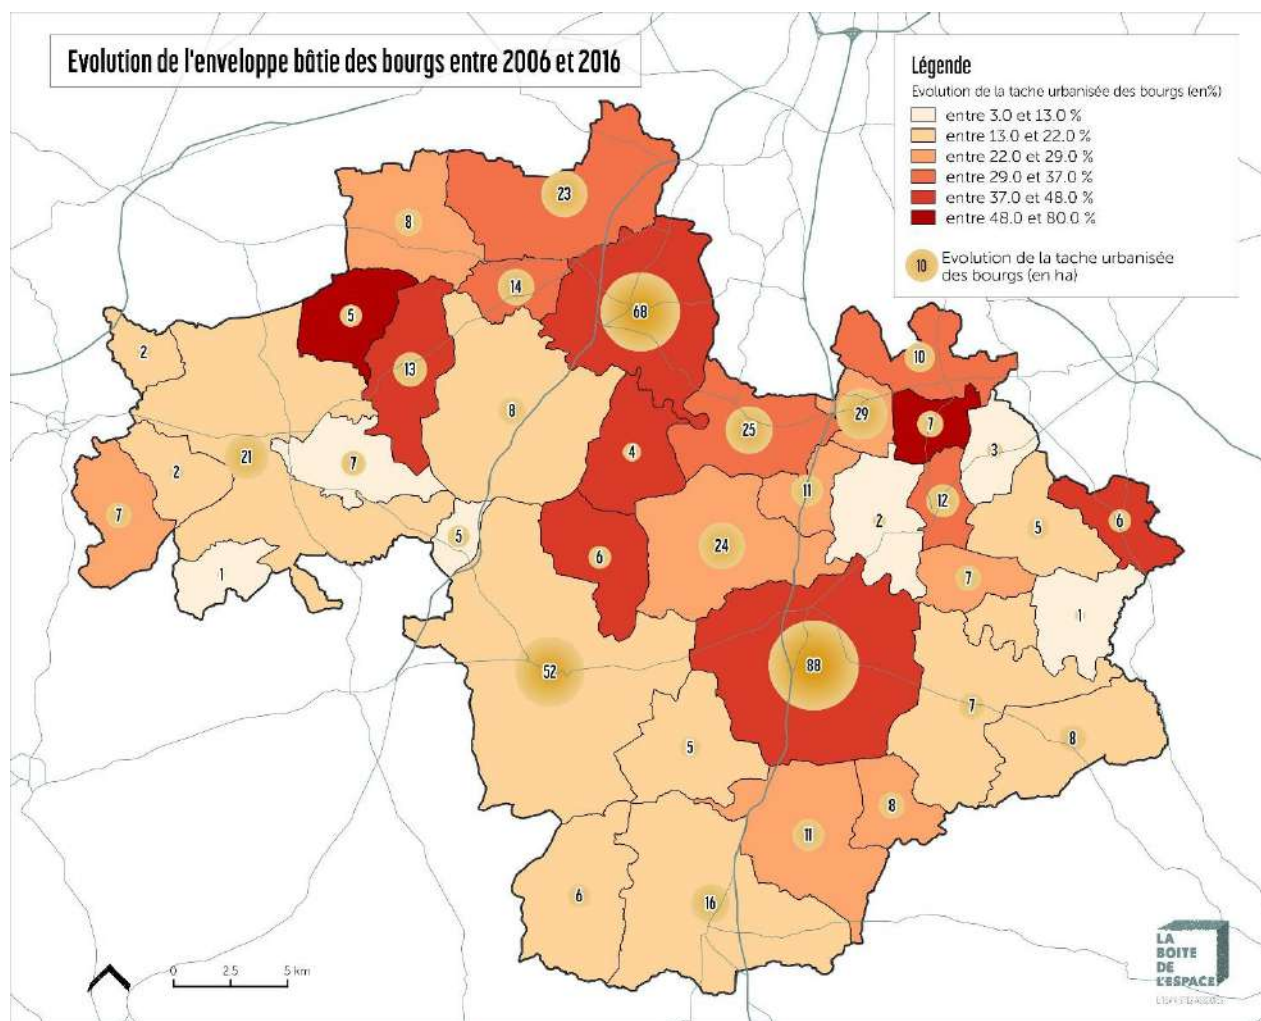 Evolution de l'enveloppe bâtie des bourgs entre 2006 et 2016
Légende
Evolution de la tache urbanisée des bourgs (en%)
entre 3.0 et 13.0 %
entre 13.0 et 22.0 %
entre 22.0 et 29.0 %
entre 29.0 et 37.0 %
entre 37.0 et 48.0 %
entre 48.0 et 80.0 %
10 Evolution de la tache urbanisée
des bourgs (en ha)
23
8
14
68
5
2
13
10
8
29
7
25
4
3
21
2
7
11
12
7
6
2
5
5
24
6
1
7
1
88
52
7
8
5
8
11
6
16
0 2.5 5 km
LA
BOITE
DE
L'ESPACE